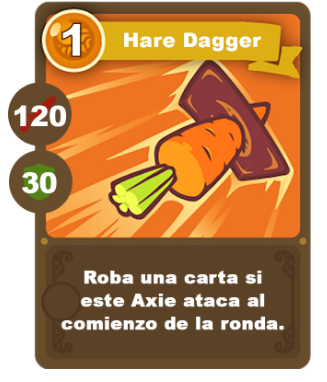 1
Hare Dagger
120
30
Roba una carta si
este Axie ataca al
comienzo de la ronda.